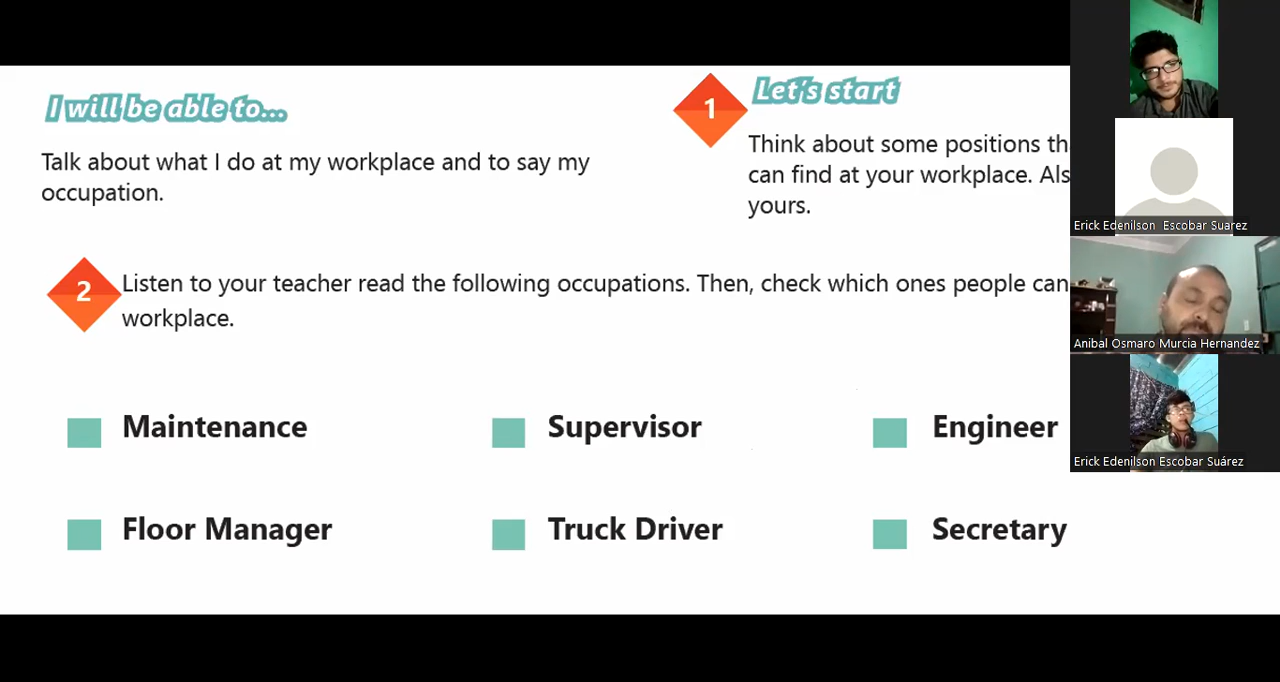 I will be able to...
Talk about what I do at my workplace and to say my
occupation.
1
Let's start
Think about some positions
can find at your workplace.
yours.
2
Listen to your teacher read the following occupations. Then, check which ones people can
workplace.
Maintenance
Supervisor
Engineer
Floor Manager
Truck Driver
Secretary
Erick Edenilson Escobar Suarez
Anibal Osmaro Murcia Hernandez
Erick Edenilson Escobar Suárez